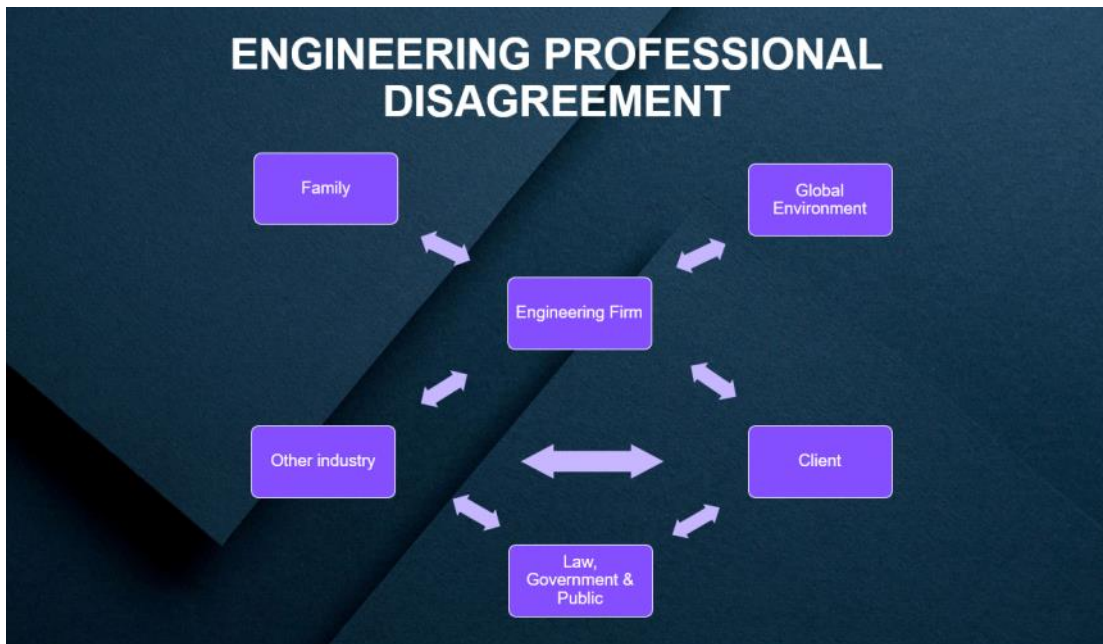 ENGINEERING PROFESSIONAL
DISAGREEMENT
Family
Global
Environment
Engineering Firm
Other industry
Client
Law,
Government &
Public